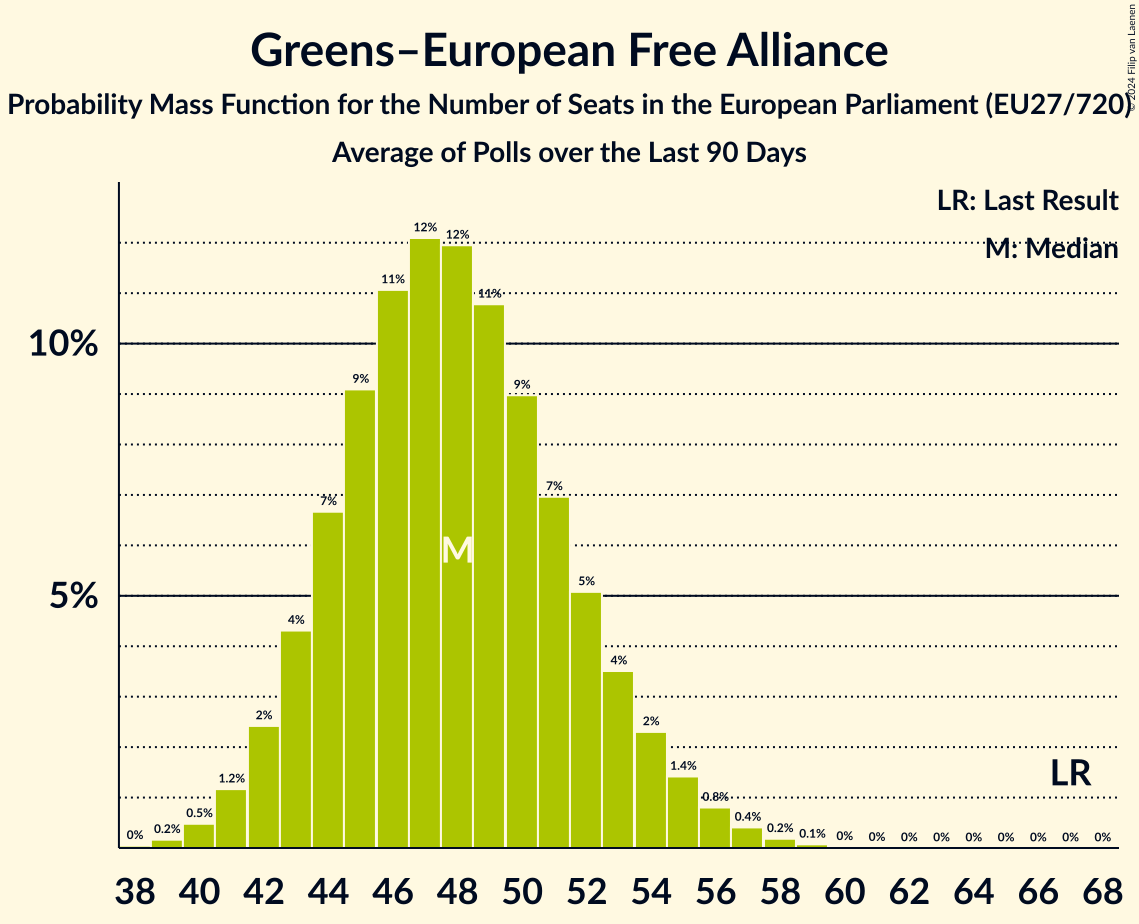 © 2024 Filip van Laenen
Greens–European Free Alliance
Probability Mass Function for the Number of Seats in the European Parliament (EU27/720)
Average of Polls over the Last 90 Days
LR: Last Result
M: Median
10%
5%
0% 0.2% 0.5% 1.2% 2% 4% 7% 9% 11% 12% 12% 11% 9% 7% 5% 4% 2% 1.4% 0.8% 0.4% 0.2% 0.1% 0% 0% 0% 0% 0% 0% 0% 0% 0%
M
LR
38 40 42 44 46 48 50 52 54 56 58 60 62 64 66 68